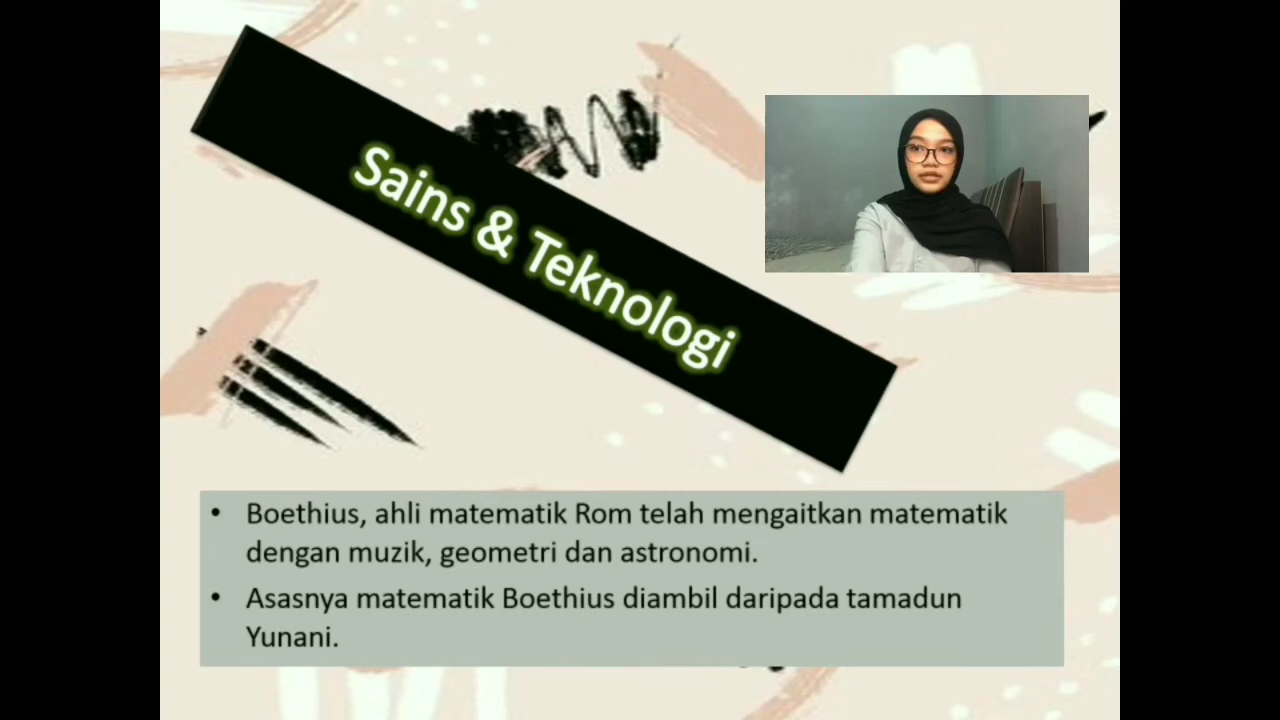 Sains & Teknologi
• Boethius, ahli matematik Rom telah mengaitkan matematik
dengan muzik, geometri dan astronomi.
• Asasnya matematik Boethius diambil daripada tamadun
Yunani.